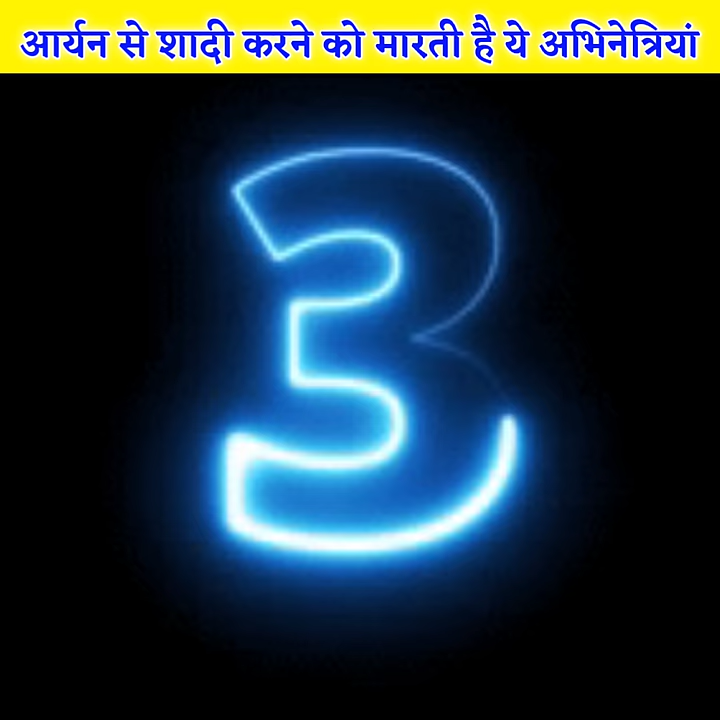 आर्यन से शादी करने को मारती है ये अभिनेत्रियां
3